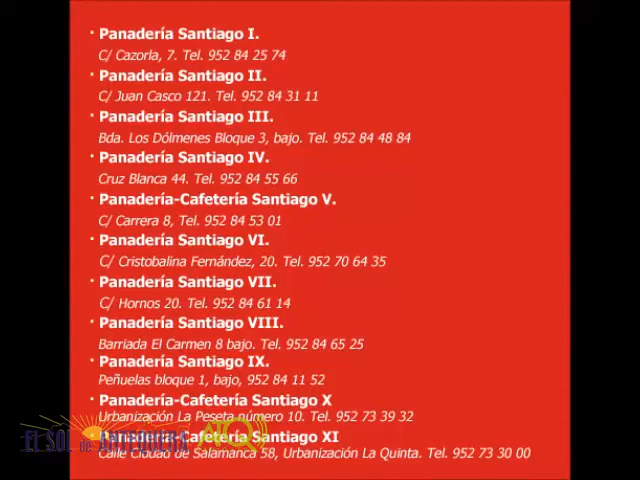 · Panadería Santiago I.
C/ Cazorla, 7. Tel. 952 84 25 74
· Panadería Santiago II.
C/ Juan Casco 121. Tel. 952 84 31 11
· Panadería Santiago III.
Bda. Los Dólmenes Bloque 3, bajo. Tel. 952 84 48 84
· Panadería Santiago IV.
Cruz Blanca 44. Tel. 952 84 55 66
· Panadería-Cafetería Santiago V.
C/ Carrera 8, Tel. 952 84 53 01
· Panadería Santiago VI.
C/ Cristobalina Fernández, 20. Tel. 952 70 64 35
· Panadería Santiago VII.
C/ Hornos 20. Tel. 952 84 61 14
· Panadería Santiago VIII.
Barriada El Carmen 8 bajo. Tel. 952 84 65 25
· Panadería Santiago IX.
Peñuelas bloque 1, bajo, 952 84 11 52
· Panadería-Cafetería Santiago X
Urbanización La Peseta número 10. Tel. 952 73 39 32
· Panadería-Cafetería Santiago XI
Calle Ciudad de Salamanca 58, Urbanización La Quinta. Tel. 952 73 30 00
EL SOL de ANTEQUERA